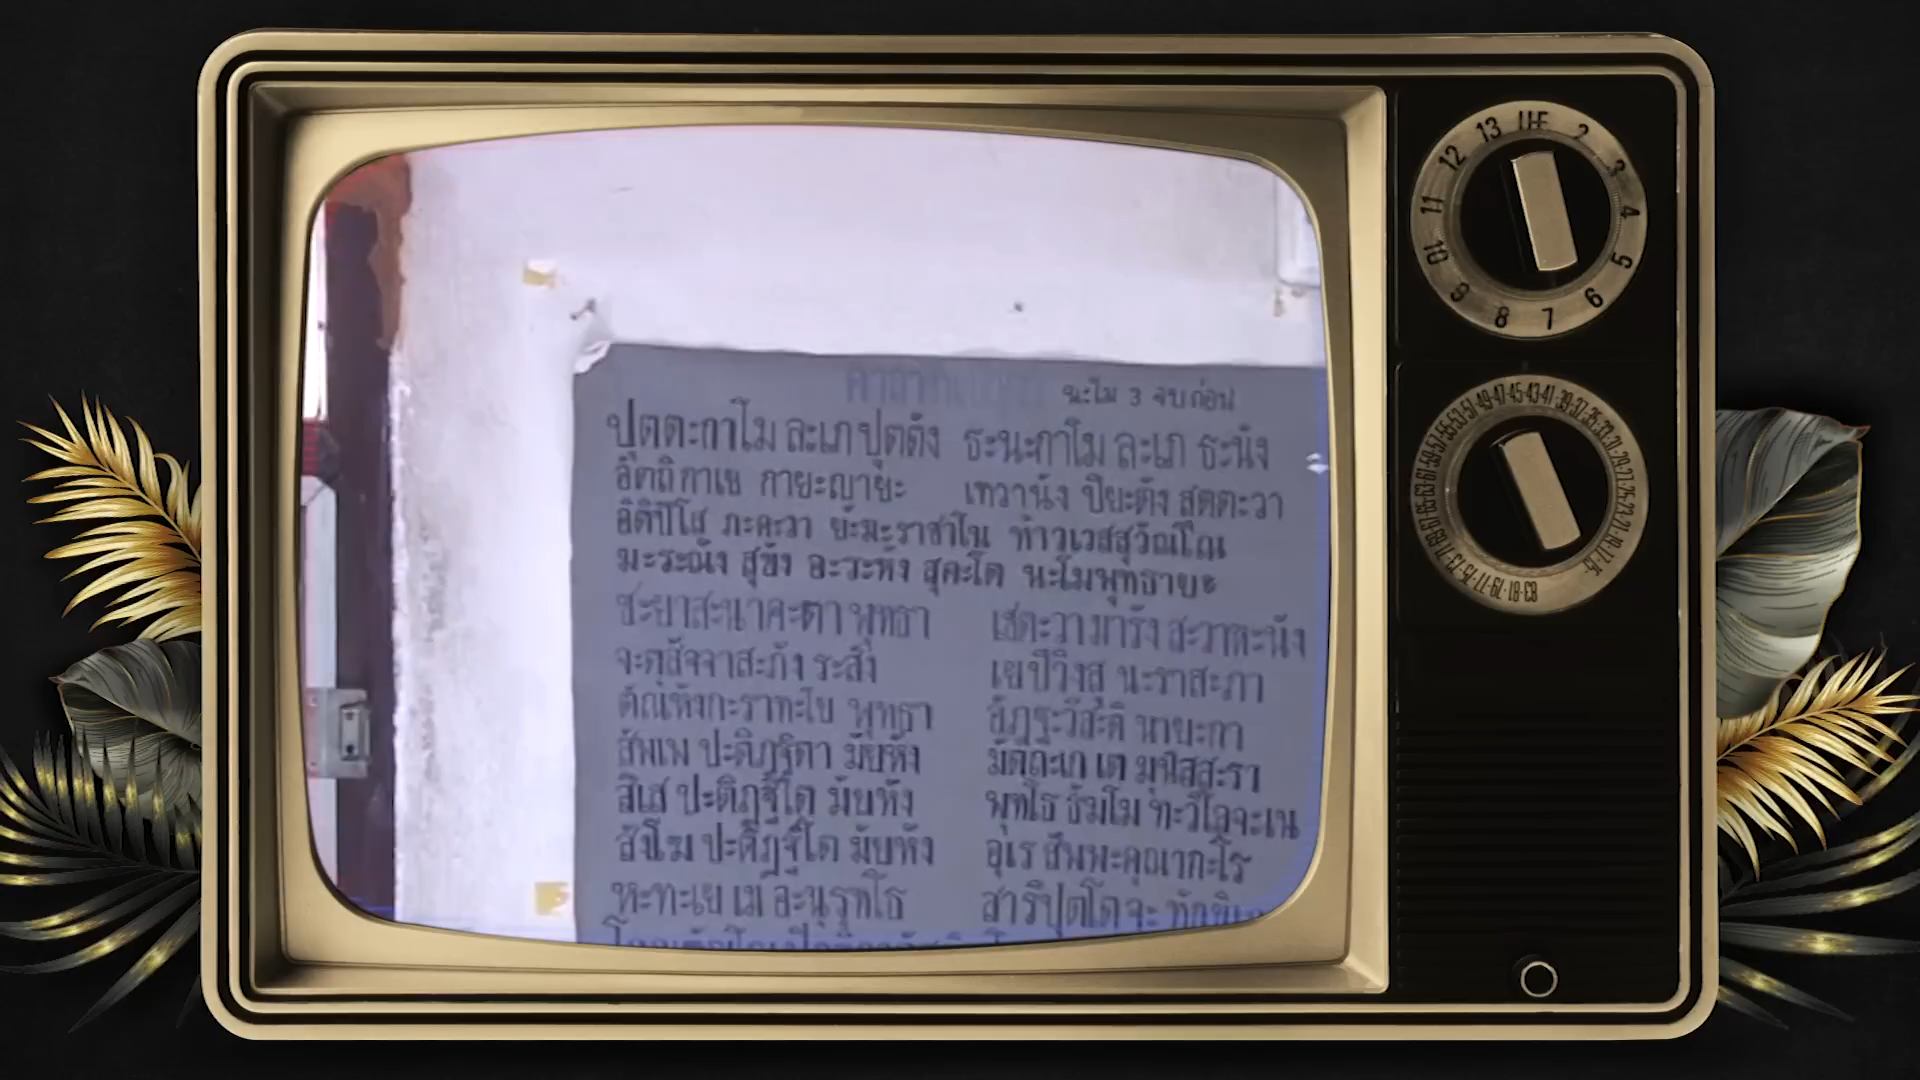 นะโม 3 จบก่อน
ปุตตะกาโม ละเภปุตตัง ธะนะกาโม ละเภ ธะนัง
อัตถิกาเย กายะญายะ เทวานัง ปิยะตัง สุตตะวา
อิติปิโส ภะคะวา ยะมะราชาโน ท้าวเวสสุวัณโณ
มะระณัง สุขัง อะระหัง สุคะโต นะโมพุทธายะ
ชะยาสะนาคะตา พุทธา เชตะวามารัง สะวาหะนัง
จะตุสัจจาสะภัง ระสัง เยปิวิงสุ นะราสะภา
ตัณหังกะราทะโย พุทธา อัฏฐะวีสะติ นายะกา
สัพเพ ปะติฏฐิตา มัยหัง มัตถะเก เต มุนิสสะรา
สีเส ปะติฏฐิโต มัยหัง พุทโธ ธัมโม ทะวิโลจะเน
สังโฆ ปะติฏฐิโต มัยหัง อุเร สัพพะคุณากะโร
หะทะเย เม อะนุรุทโธ สารีปุตโต จะ